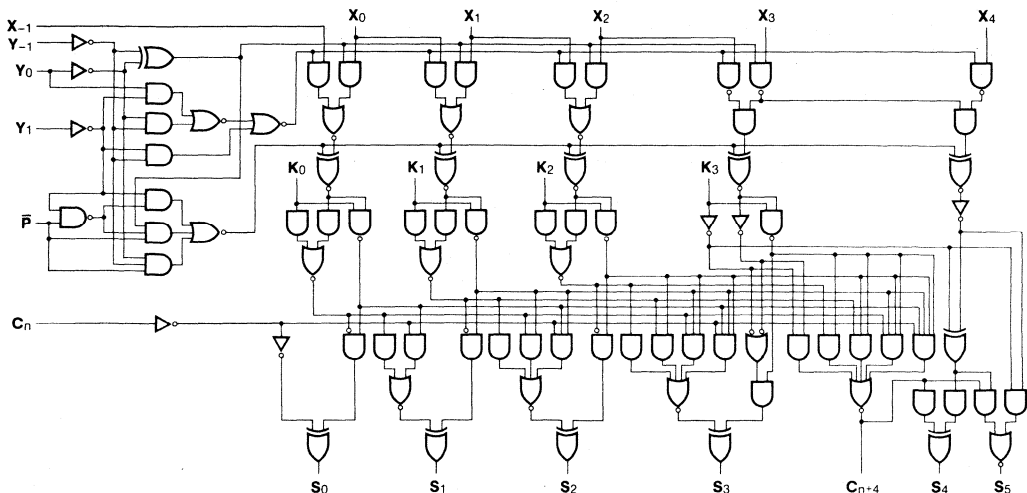 X-1
Y-1
Y0
Y1
P̅
Cn
X0
X1
X2
X3
X4
K0
K1
K2
K3
S0
S1
S2
S3
Cn+4
S4
S5